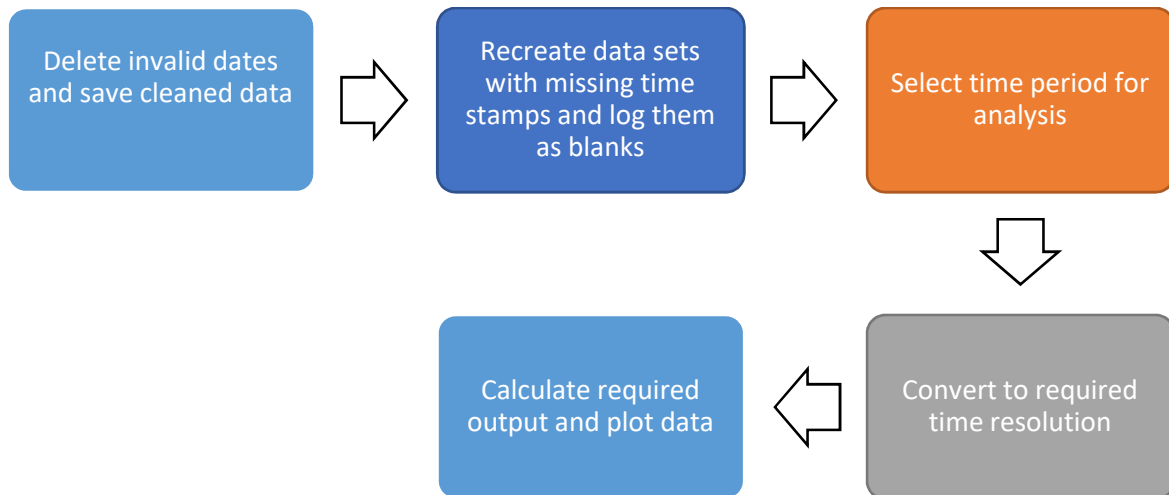 Delete invalid dates
and save cleaned data
Recreate data sets
with missing time
stamps and log them
as blanks
Select time period for
analysis
Convert to required
time resolution
Calculate required
output and plot data